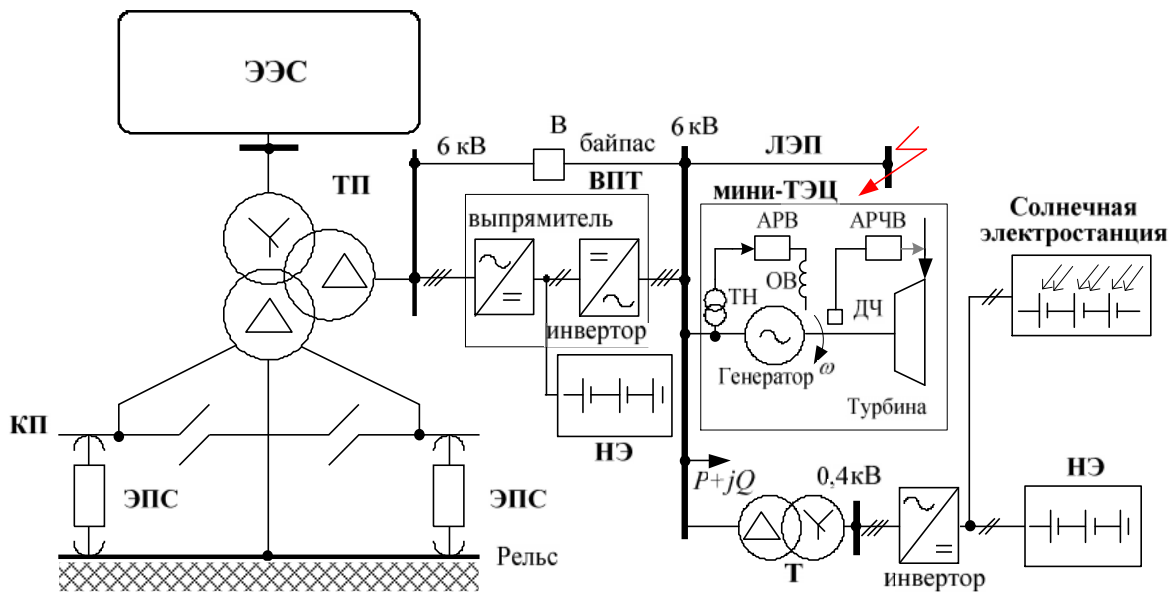 ЭЭС
ТП
6 кВ
В
байпас
6 кВ
ЛЭП
ВПТ
выпрямитель
инвертор
НЭ
мини-ТЭЦ
АРВ
АРЧВ
ОВ
ТН
ДЧ
Генератор
ω
Турбина
Солнечная
электростанция
КП
ЭПС
ЭПС
Рельс
P+jQ
0,4кВ
Т
инвертор
НЭ